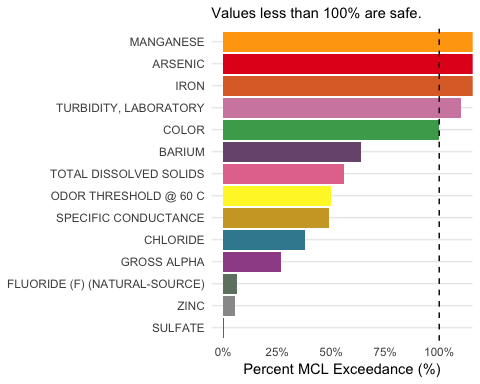 Values less than 100% are safe.
MANGANESE
ARSENIC
IRON
TURBIDITY, LABORATORY
COLOR
BARIUM
TOTAL DISSOLVED SOLIDS
ODOR THRESHOLD @ 60 C
SPECIFIC CONDUCTANCE
CHLORIDE
GROSS ALPHA
FLUORIDE (F) (NATURAL-SOURCE)
ZINC
SULFATE
0% 25% 50% 75% 100%
Percent MCL Exceedance (%)